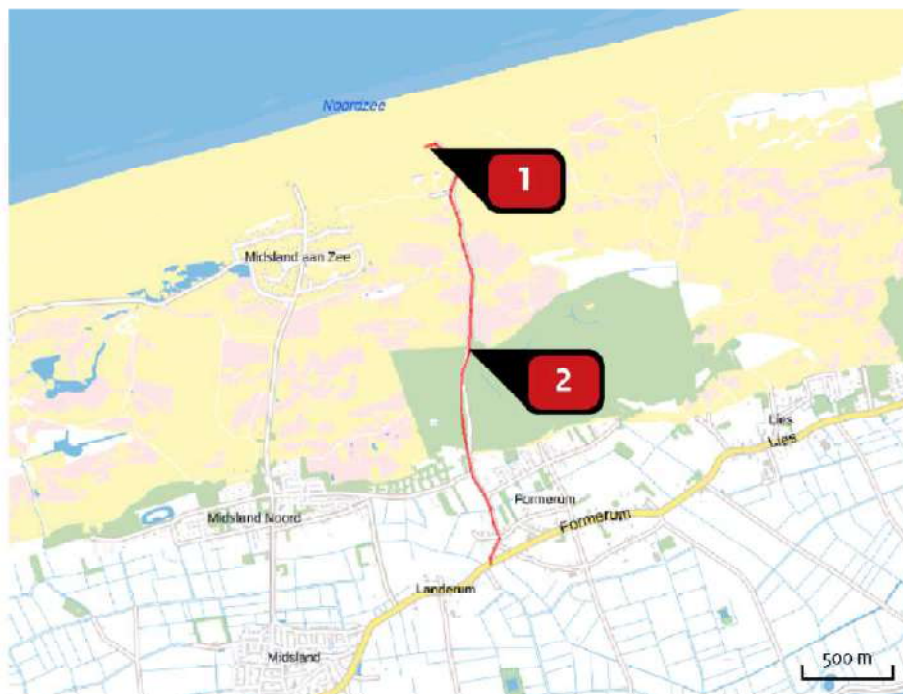 Noordzee
1
Midsland aan Zee
2
Lies
Lies
Formerum
Formerum
Midsland Noord
Landerum
Midsland
500 m